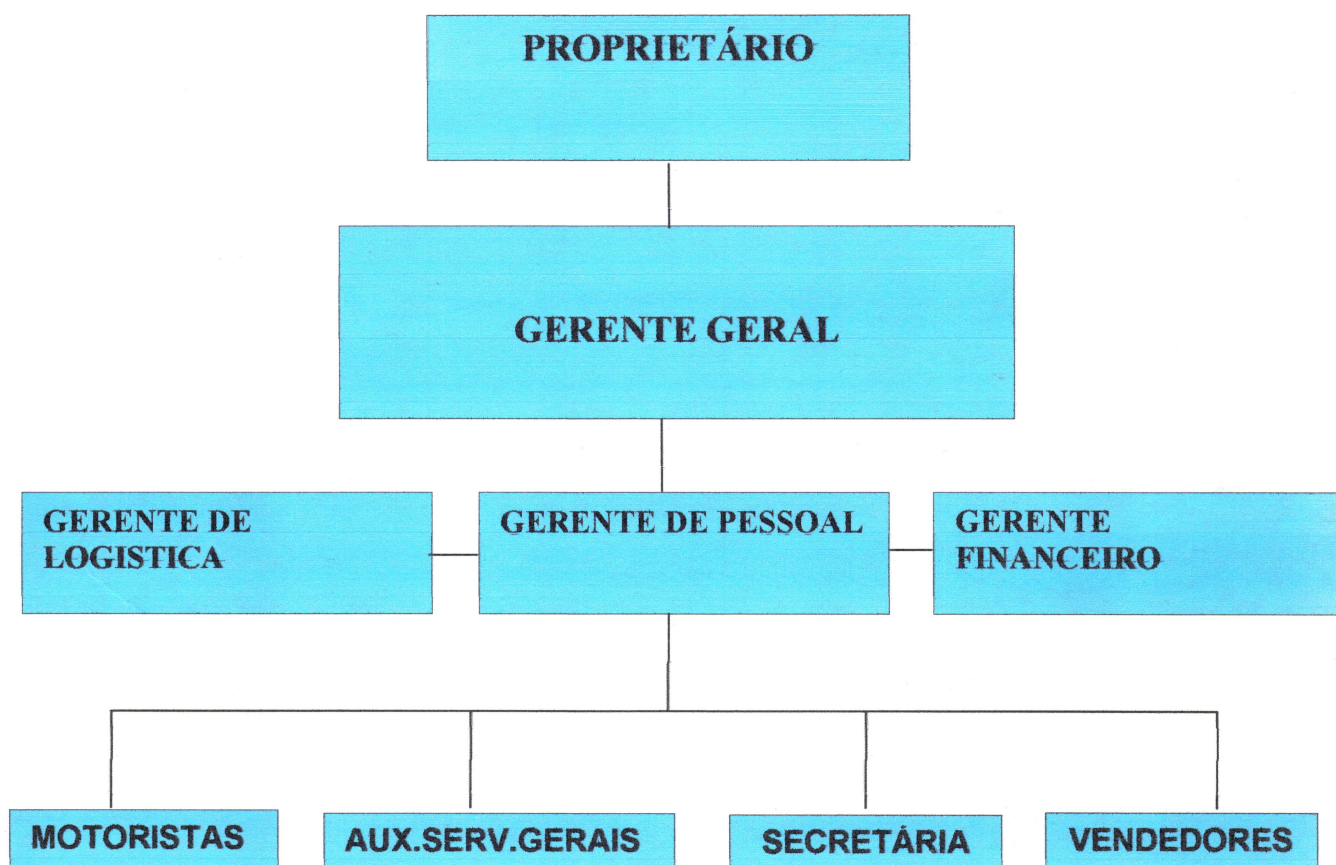 PROPRIETÁRIO
GERENTE GERAL
GERENTE DE
LOGISTICA
GERENTE DE PESSOAL
GERENTE
FINANCEIRO
MOTORISTAS
AUX.SERV.GERAIS
SECRETÁRIA
VENDEDORES